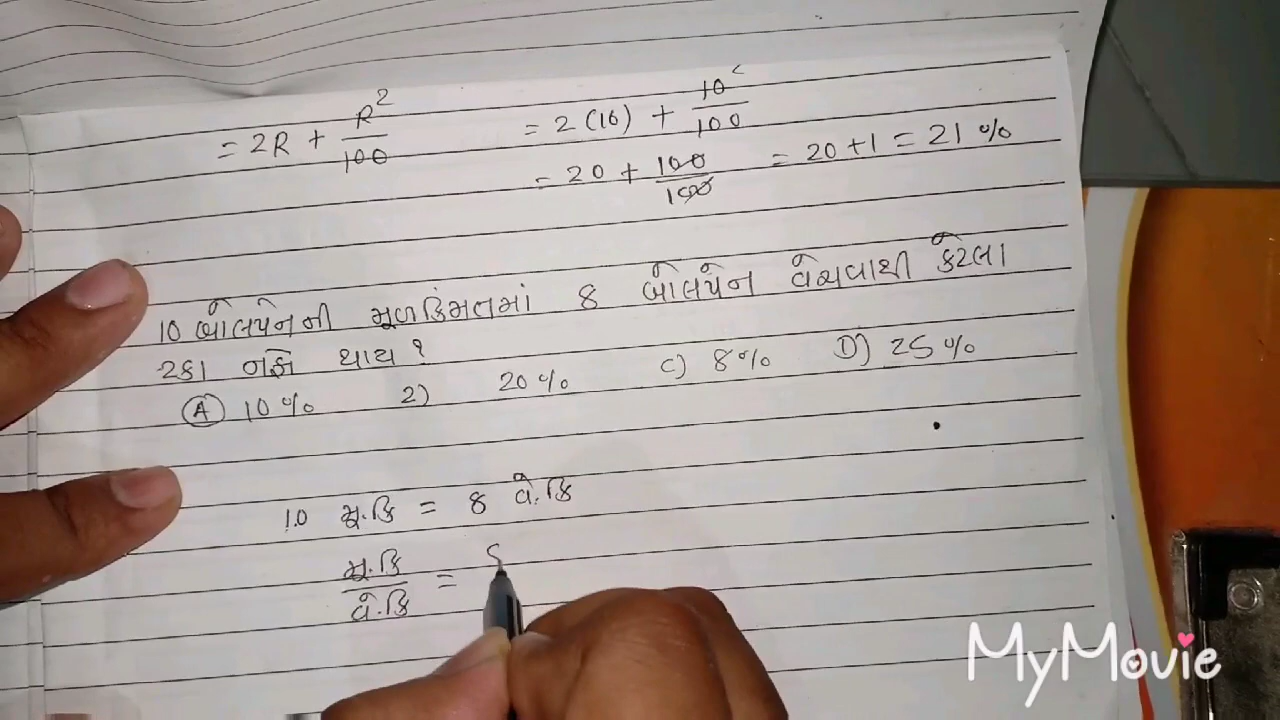 = 2R + R²/100 = 2(10) + 10²/100
= 20 + 100/100 = 20+1 = 21%
10 બોલપેનની મૂળકિંમતમાં 8 બોલપેન વેચવાથી કેટલા
ટકા નફો થાય ?
(A) 10% 2) 20% C) 8% D) 25%
10 મૂ.કિ = 8 વે.કિ
મૂ.કિ/વે.કિ =
MyMovie